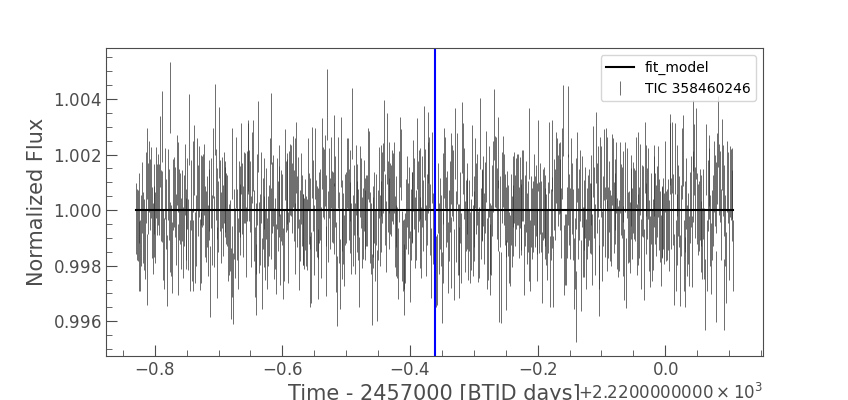 fit_model
TIC 358460246
Normalized Flux
1.004
1.002
1.000
0.998
0.996
−0.8
−0.6
−0.4
−0.2
0.0
Time - 2457000 [BTJD days]
+2.2200000000 × 10³